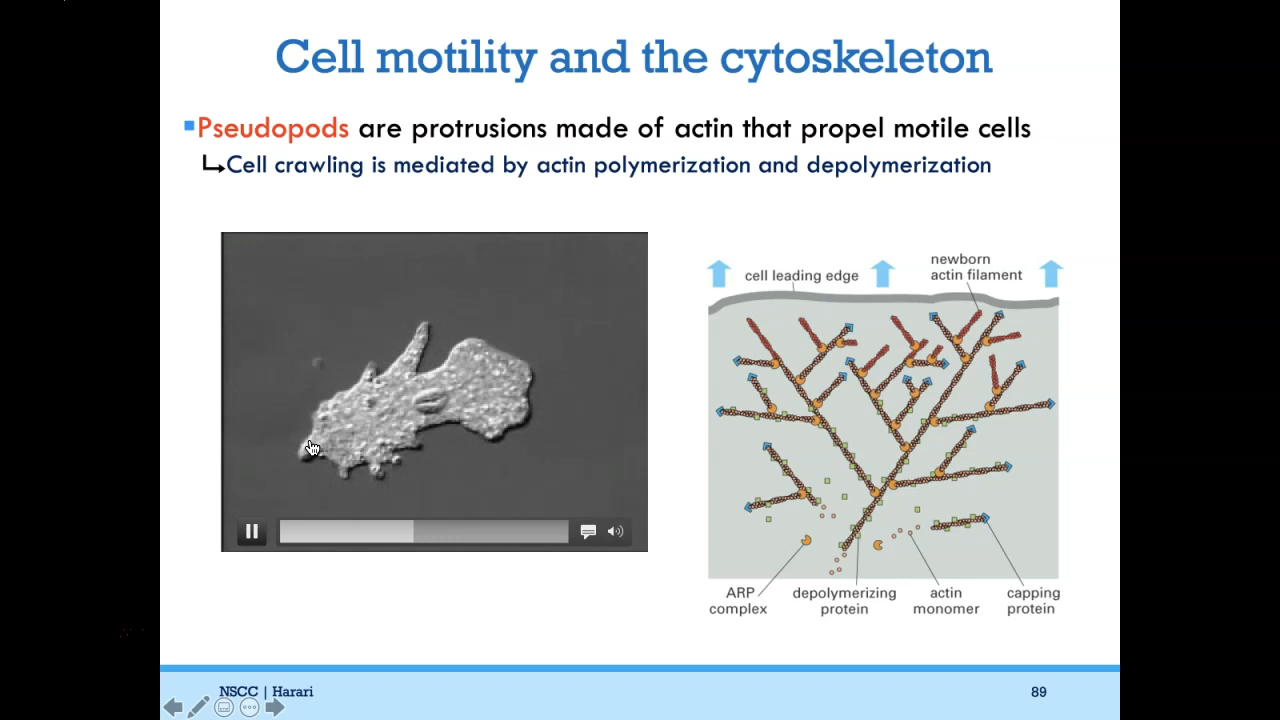 Cell motility and the cytoskeleton
Pseudopods are protrusions made of actin that propel motile cells
Cell crawling is mediated by actin polymerization and depolymerization
cell leading edge
newborn
actin filament
ARP
complex
depolymerizing
protein
actin
monomer
capping
protein
NSCC | Harari
89